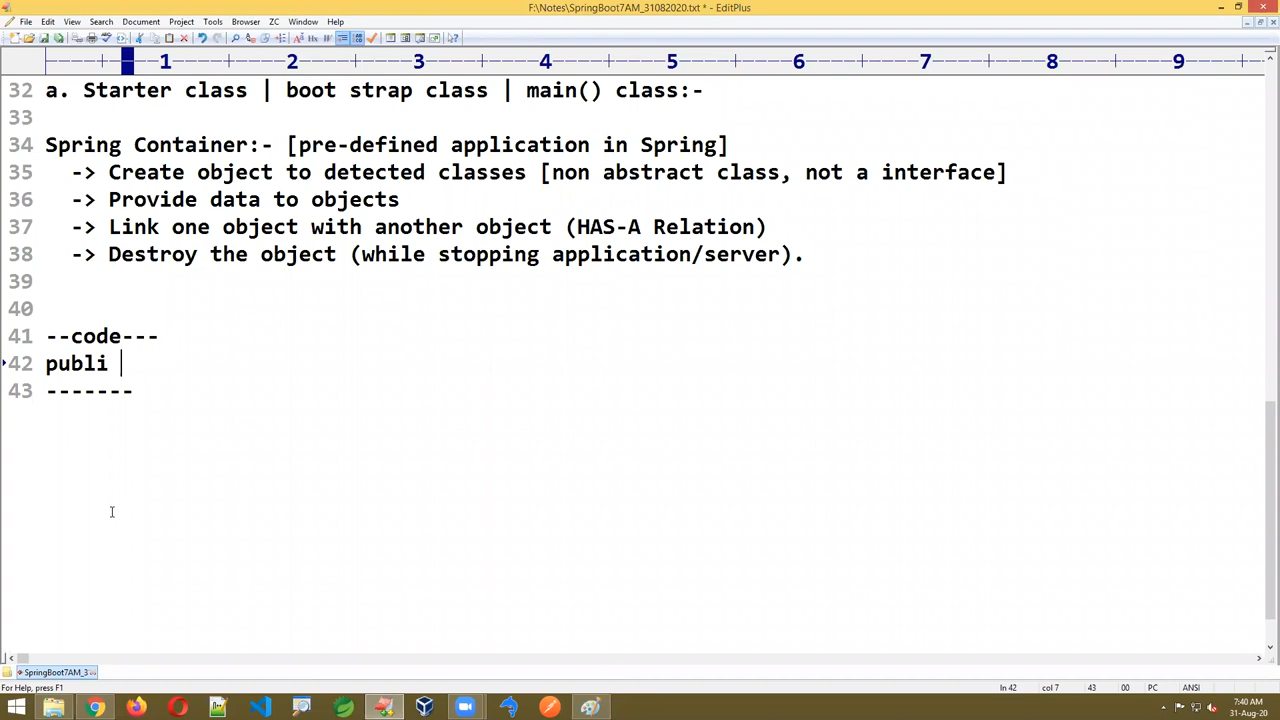 F:\Notes\SpringBoot7AM_31082020.txt * - EditPlus
File Edit View Search Document Project Tools Browser ZC Window Help
1 2 3 4 5 6 7 8 9
32 a. Starter class | boot strap class | main() class:-
33
34 Spring Container:- [pre-defined application in Spring]
35 -> Create object to detected classes [non abstract class, not a interface]
36 -> Provide data to objects
37 -> Link one object with another object (HAS-A Relation)
38 -> Destroy the object (while stopping application/server).
39
40
41 --code---
42 publi
43 -------
SpringBoot7AM_3
For Help, press F1 ln 42 col 7 43 00 PC ANSI
7:40 AM
31-Aug-20